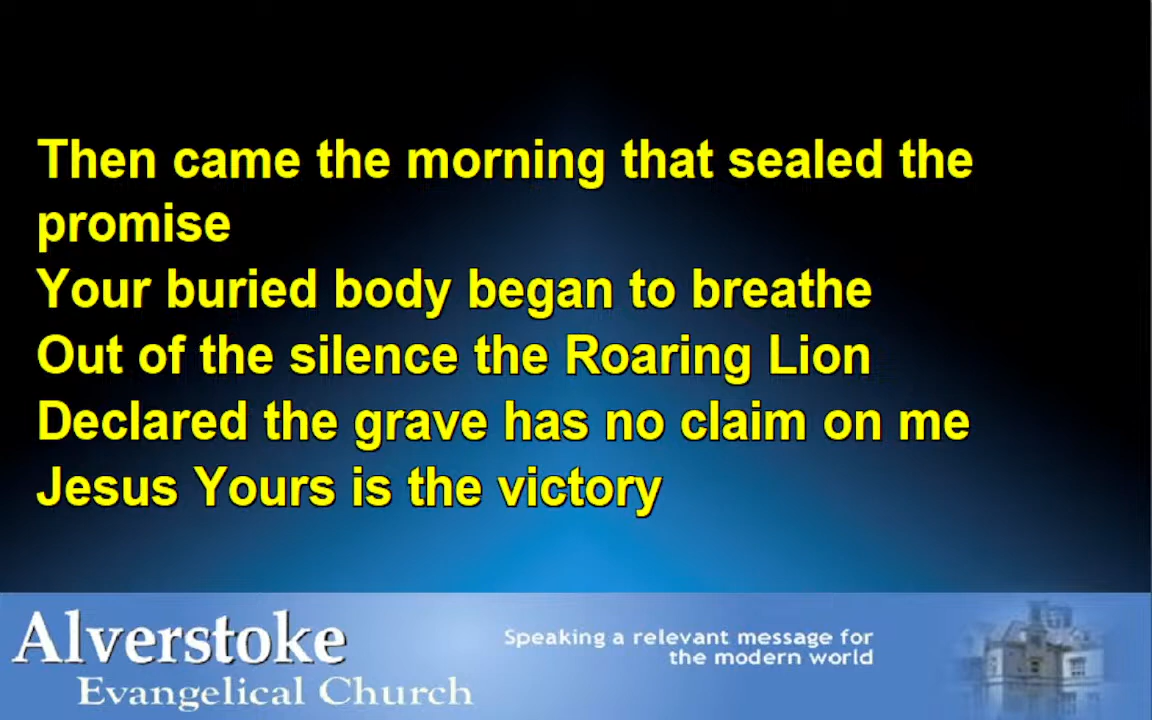 Then came the morning that sealed the
promise
Your buried body began to breathe
Out of the silence the Roaring Lion
Declared the grave has no claim on me
Jesus Yours is the victory
Alverstoke
Evangelical Church
Speaking a relevant message for
the modern world